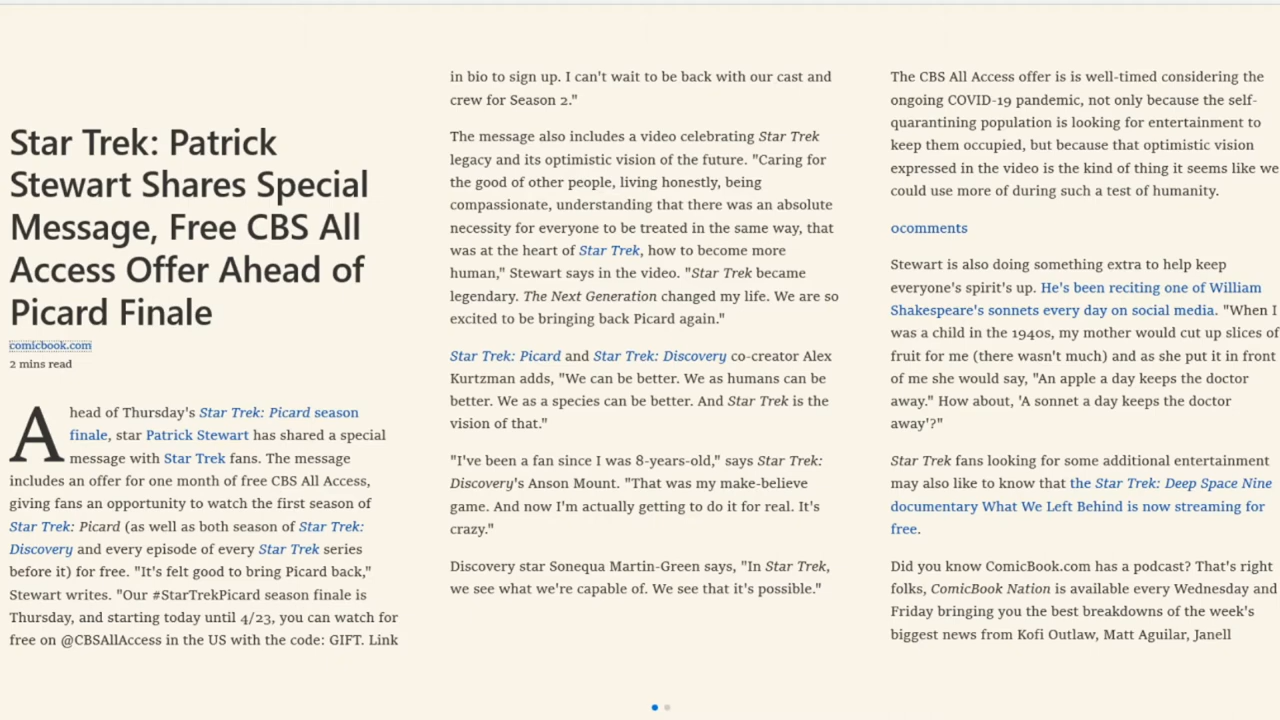 Star Trek: Patrick
Stewart Shares Special
Message, Free CBS All
Access Offer Ahead of
Picard Finale
comicbook.com
2 mins read
Ahead of Thursday's Star Trek: Picard season
finale, star Patrick Stewart has shared a special
message with Star Trek fans. The message
includes an offer for one month of free CBS All Access,
giving fans an opportunity to watch the first season of
Star Trek: Picard (as well as both season of Star Trek:
Discovery and every episode of every Star Trek series
before it) for free. "It's felt good to bring Picard back,"
Stewart writes. "Our #StarTrekPicard season finale is
Thursday, and starting today until 4/23, you can watch for
free on @CBSAllAccess in the US with the code: GIFT. Link
in bio to sign up. I can't wait to be back with our cast and
crew for Season 2."
The message also includes a video celebrating Star Trek
legacy and its optimistic vision of the future. "Caring for
the good of other people, living honestly, being
compassionate, understanding that there was an absolute
necessity for everyone to be treated in the same way, that
was at the heart of Star Trek, how to become more
human," Stewart says in the video. "Star Trek became
legendary. The Next Generation changed my life. We are so
excited to be bringing back Picard again."
Star Trek: Picard and Star Trek: Discovery co-creator Alex
Kurtzman adds, "We can be better. We as humans can be
better. We as a species can be better. And Star Trek is the
vision of that."
"I've been a fan since I was 8-years-old," says Star Trek:
Discovery's Anson Mount. "That was my make-believe
game. And now I'm actually getting to do it for real. It's
crazy."
Discovery star Sonequa Martin-Green says, "In Star Trek,
we see what we're capable of. We see that it's possible."
The CBS All Access offer is is well-timed considering the
ongoing COVID-19 pandemic, not only because the self-
quarantining population is looking for entertainment to
keep them occupied, but because that optimistic vision
expressed in the video is the kind of thing it seems like we
could use more of during such a test of humanity.
0comments
Stewart is also doing something extra to help keep
everyone's spirit's up. He's been reciting one of William
Shakespeare's sonnets every day on social media. "When I
was a child in the 1940s, my mother would cut up slices of
fruit for me (there wasn't much) and as she put it in front
of me she would say, "An apple a day keeps the doctor
away." How about, 'A sonnet a day keeps the doctor
away'?"
Star Trek fans looking for some additional entertainment
may also like to know that the Star Trek: Deep Space Nine
documentary What We Left Behind is now streaming for
free.
Did you know ComicBook.com has a podcast? That's right
folks, ComicBook Nation is available every Wednesday and
Friday bringing you the best breakdowns of the week's
biggest news from Kofi Outlaw, Matt Aguilar, Janell